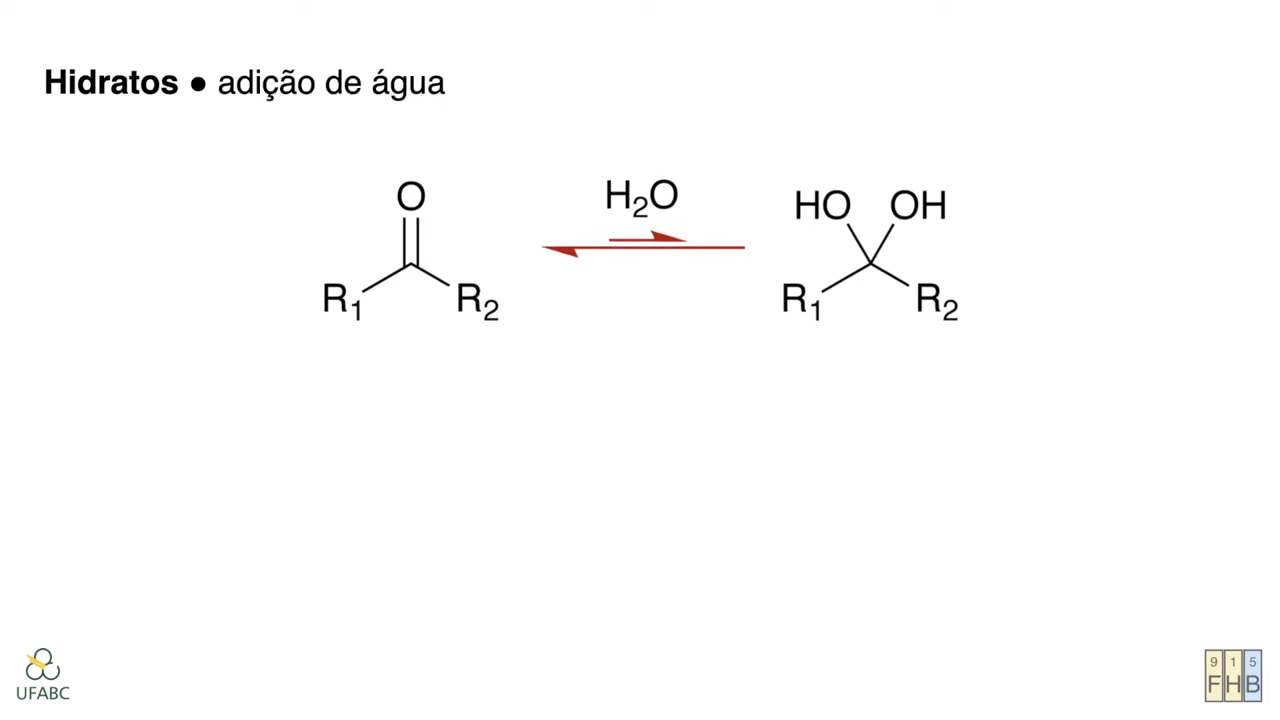 Hidratos ● adição de água
O
H₂O
HO OH
R₁ R₂
R₁ R₂
UFABC
9 1 5
F H B